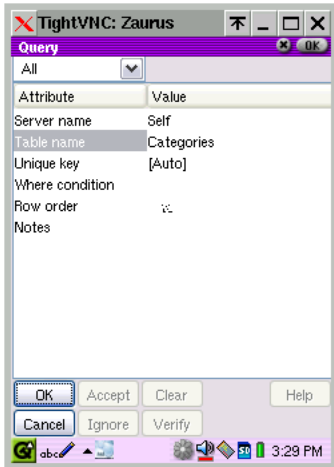 TightVNC: Zaurus
Query OK
All
Attribute Value
Server name Self
Table name Categories
Unique key [Auto]
Where condition
Row order
Notes
OK Accept Clear Help
Cancel Ignore Verify
abc SD 3:29 PM